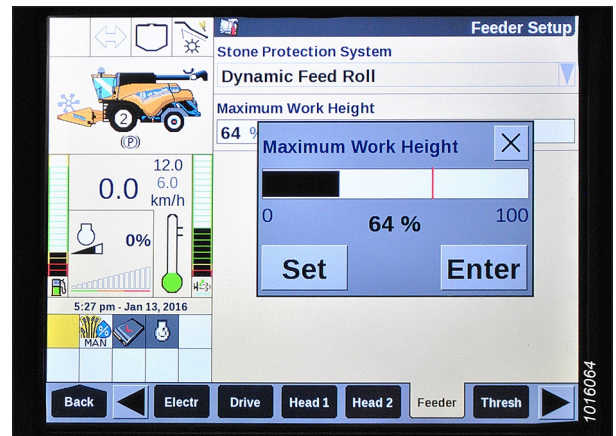 Feeder Setup
Stone Protection System
Dynamic Feed Roll
Maximum Work Height
64 %
Maximum Work Height
0
64 %
100
Set
Enter
2
(P)
12.0
0.0
6.0
km/h
0%
5:27 pm - Jan 13, 2016
MAN
Back
Electr
Drive
Head 1
Head 2
Feeder
Thresh
1016064